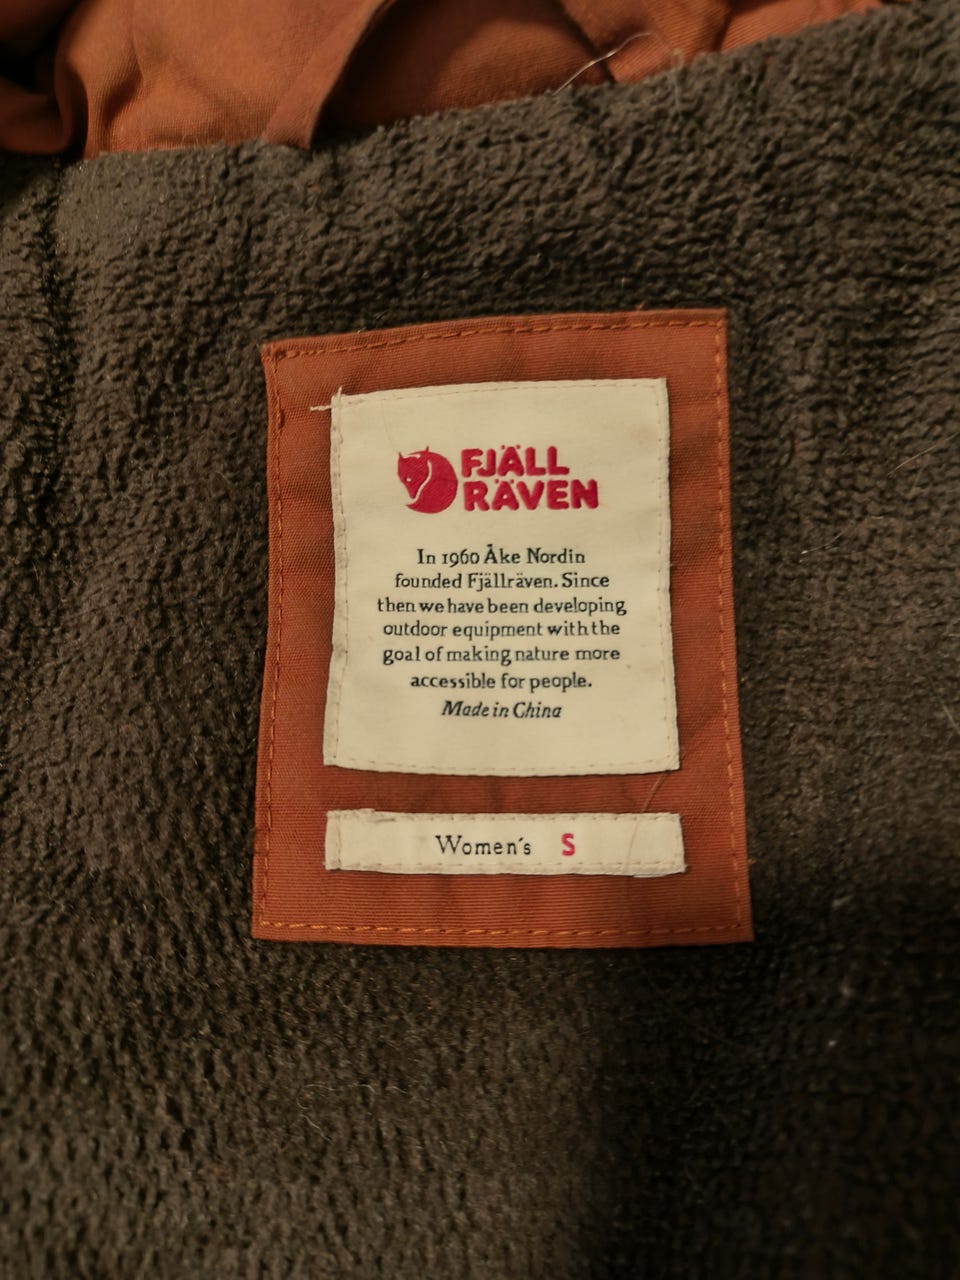 FJÄLL
RÄVEN
In 1960 Åke Nordin
founded Fjällräven. Since
then we have been developing
outdoor equipment with the
goal of making nature more
accessible for people.
Made in China
Women's S